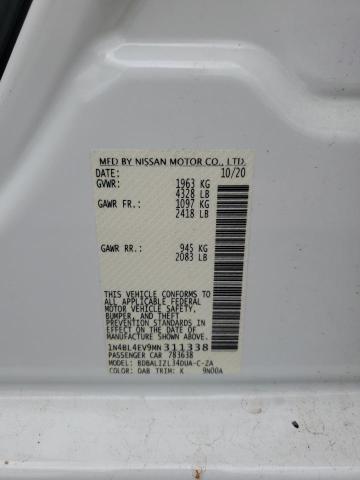 MFD BY NISSAN MOTOR CO., LTD.
DATE: 10/20
GVWR: 1963 KG
4328 LB
GAWR FR.: 1097 KG
2418 LB
GAWR RR.: 945 KG
2083 LB
THIS VEHICLE CONFORMS TO
ALL APPLICABLE FEDERAL
MOTOR VEHICLE SAFETY,
BUMPER, AND THEFT
PREVENTION STANDARDS
IN EFFECT ON THE DATE OF
MANUFACTURE SHOWN ABOVE.
1N4BL4EV9MN311338
PASSENGER CAR 783638
MODEL: BDBALIZL34DUA-C-ZA
COLOR: QAB TRIM: K 9N00A